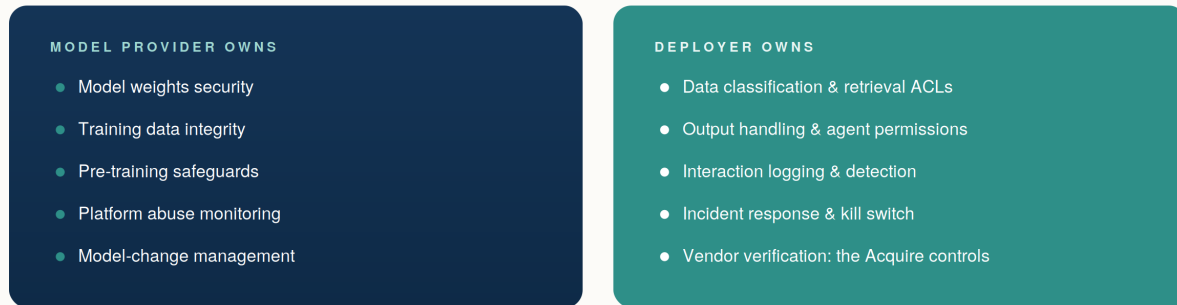 MODEL PROVIDER OWNS
Model weights security
Training data integrity
Pre-training safeguards
Platform abuse monitoring
Model-change management
DEPLOYER OWNS
Data classification & retrieval ACLs
Output handling & agent permissions
Interaction logging & detection
Incident response & kill switch
Vendor verification: the Acquire controls